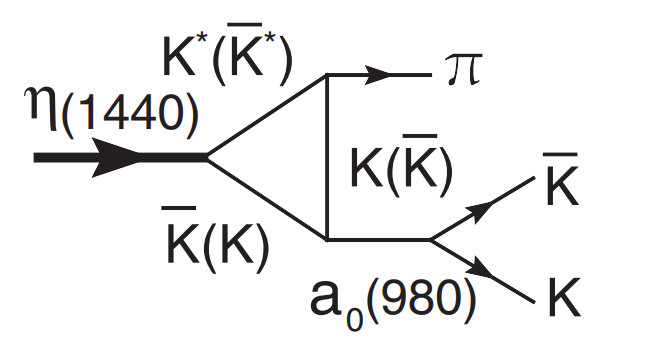 K*(K̅*)
π
η(1440)
K(K̅)
K̅
K̅(K)
a₀(980)
K